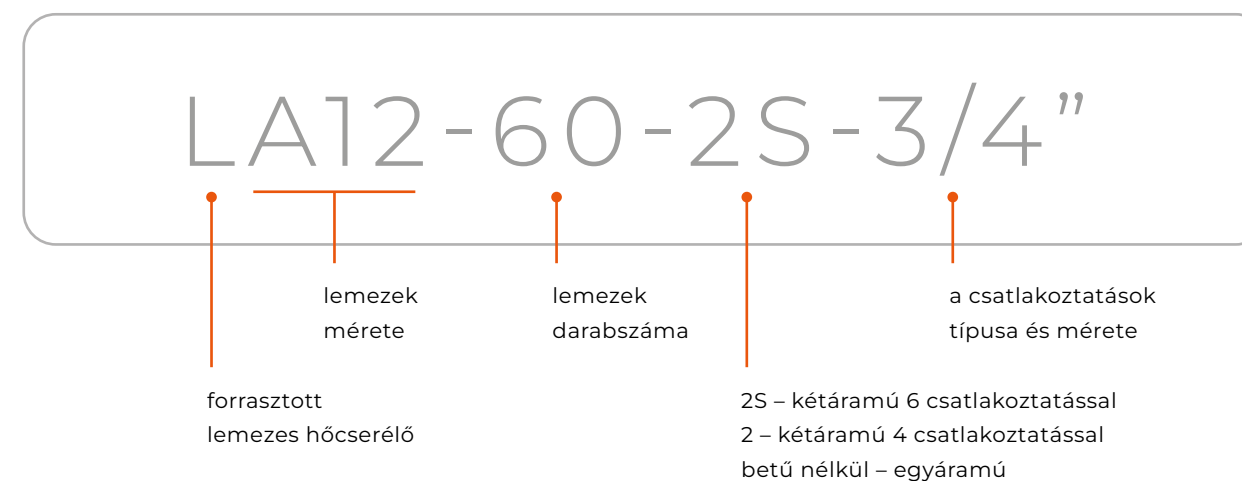 LA12-60-2S-3/4”
lemezek
mérete
lemezek
darabszáma
a csatlakoztatások
típusa és mérete
forrasztott
lemezes hőcserélő
2S – kétáramú 6 csatlakoztatással
2 – kétáramú 4 csatlakoztatással
betű nélkül – egyáramú